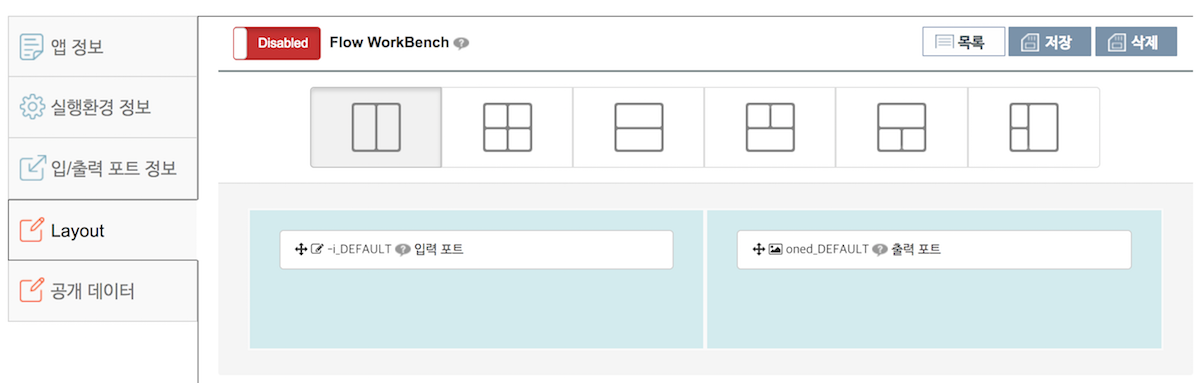 앱 정보
실행환경 정보
입/출력 포트 정보
Layout
공개 데이터
Disabled Flow WorkBench ?
목록 저장 삭제
-i_DEFAULT ? 입력 포트
oned_DEFAULT ? 출력 포트